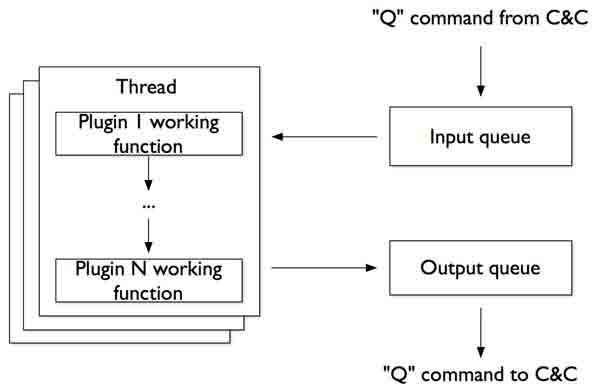 "Q" command from C&C
Thread
Plugin 1 working
function
Input queue
...
Plugin N working
function
Output queue
"Q" command to C&C